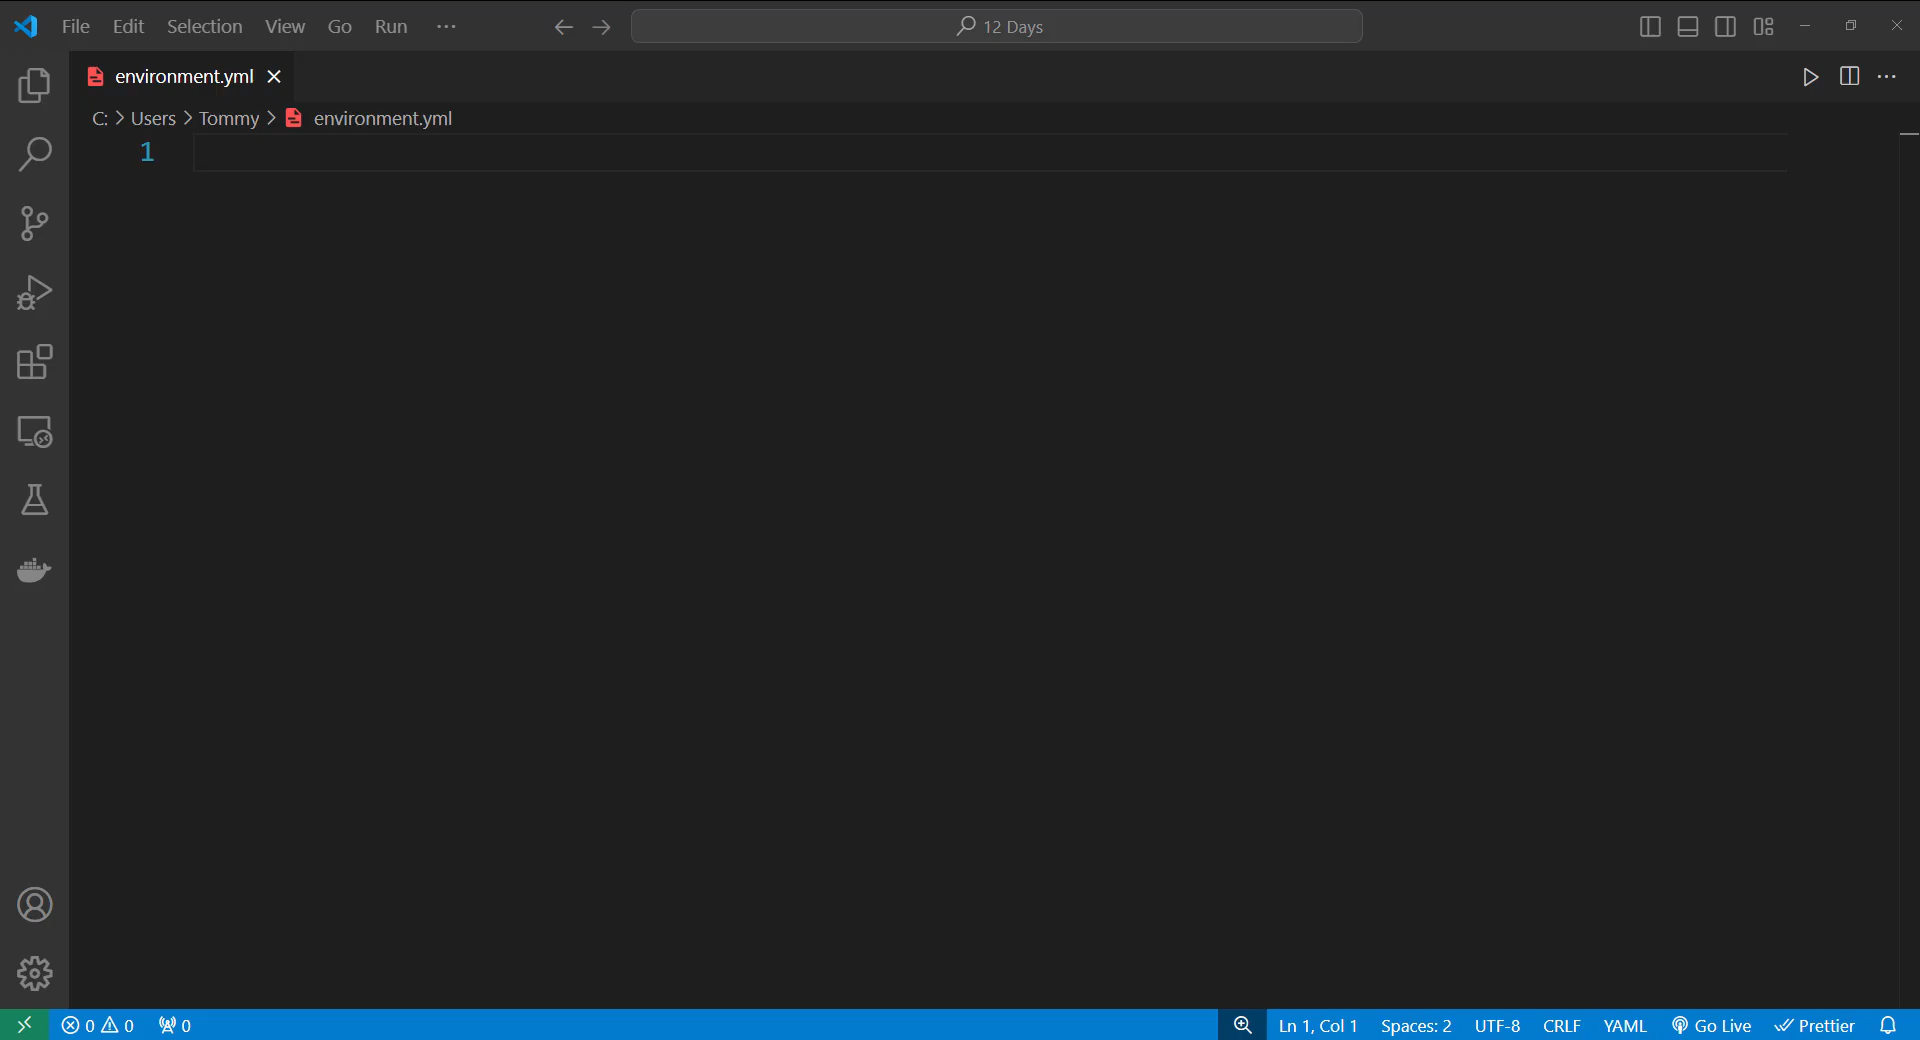 File Edit Selection View Go Run ···
12 Days
environment.yml
C: > Users > Tommy > environment.yml
1
0 0 0 Ln 1, Col 1 Spaces: 2 UTF-8 CRLF YAML Go Live Prettier